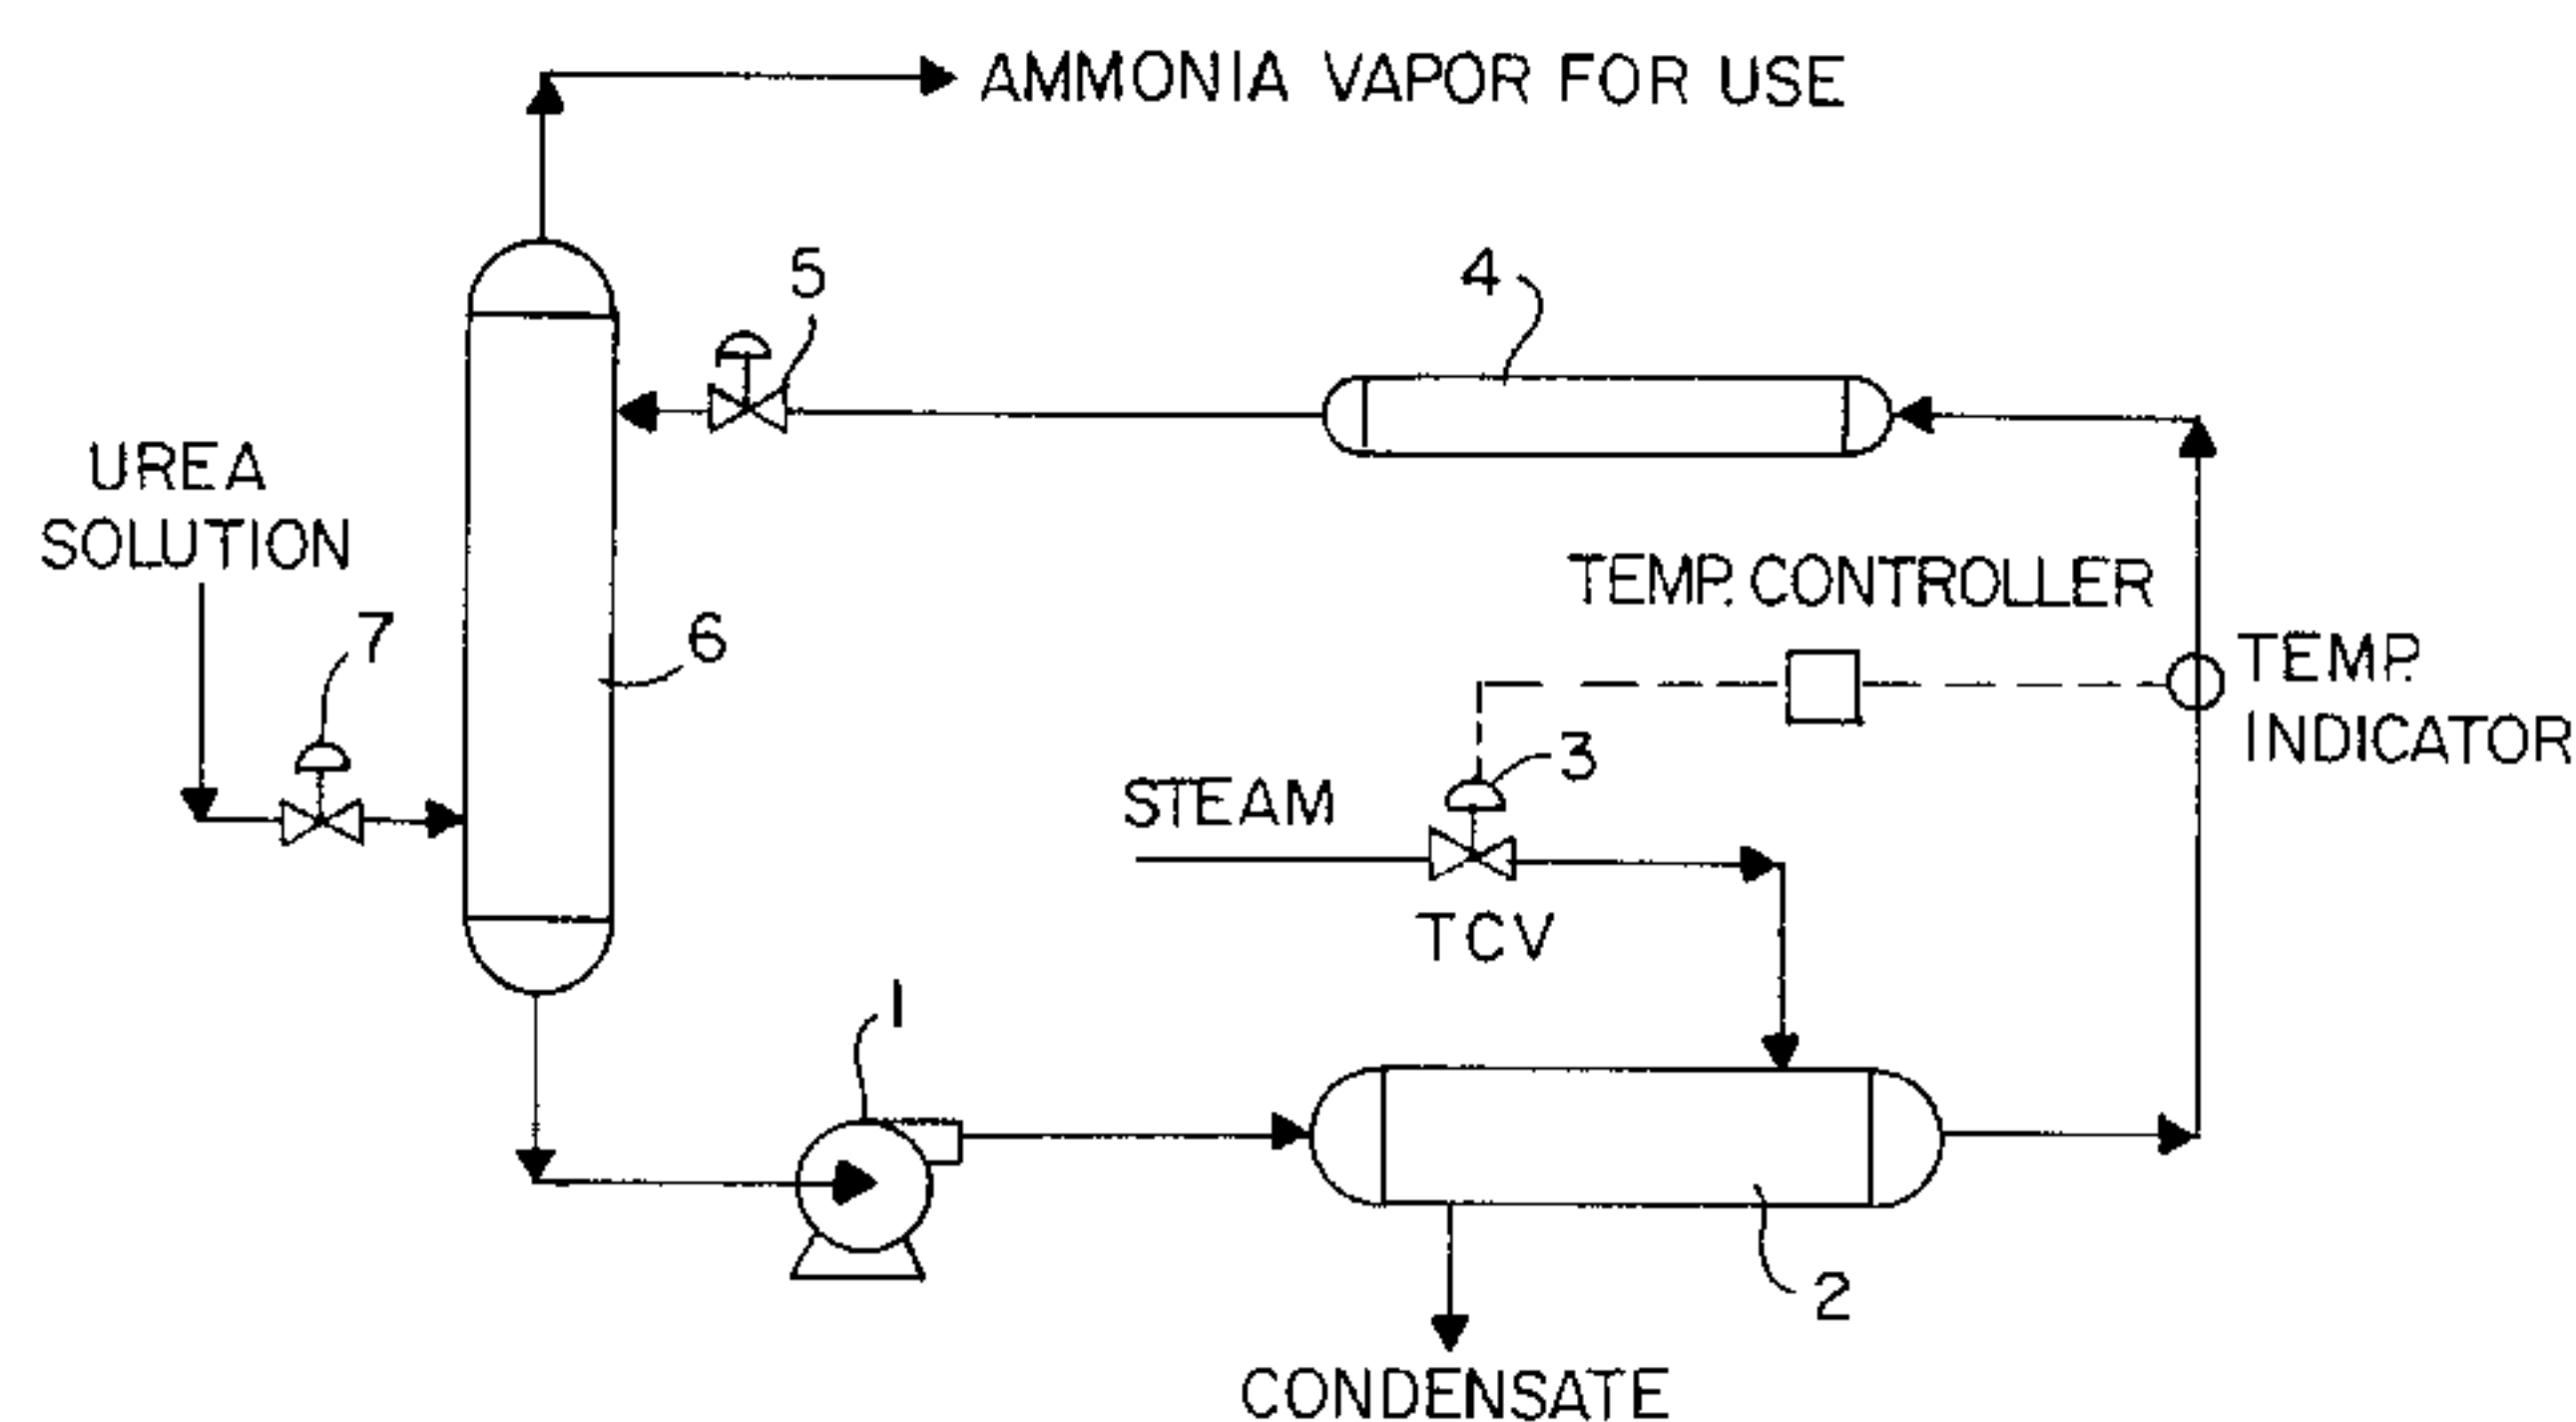 AMMONIA VAPOR FOR USE
5
4
UREA
SOLUTION
TEMP. CONTROLLER
7
6
TEMP.
INDICATOR
3
STEAM
TCV
1
2
CONDENSATE